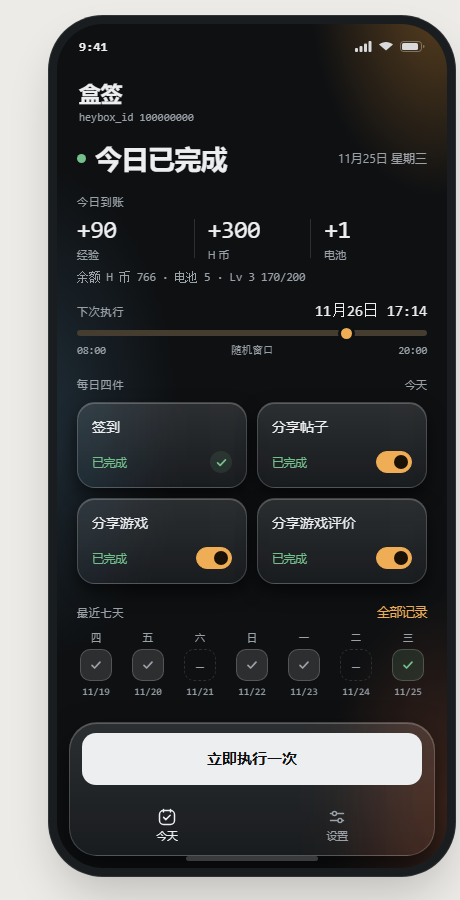 9:41
盒签
heybox_id 100000000
今日已完成 11月25日 星期三
今日到账
+90 +300 +1
经验 H 币 电池
余额 H 币 766 · 电池 5 · Lv 3 170/200
下次执行 11月26日 17:14
08:00 随机窗口 20:00
每日四件 今天
签到 分享帖子
已完成 已完成
分享游戏 分享游戏评价
已完成 已完成
最近七天 全部记录
四 五 六 日 一 二 三
11/19 11/20 11/21 11/22 11/23 11/24 11/25
立即执行一次
今天 设置